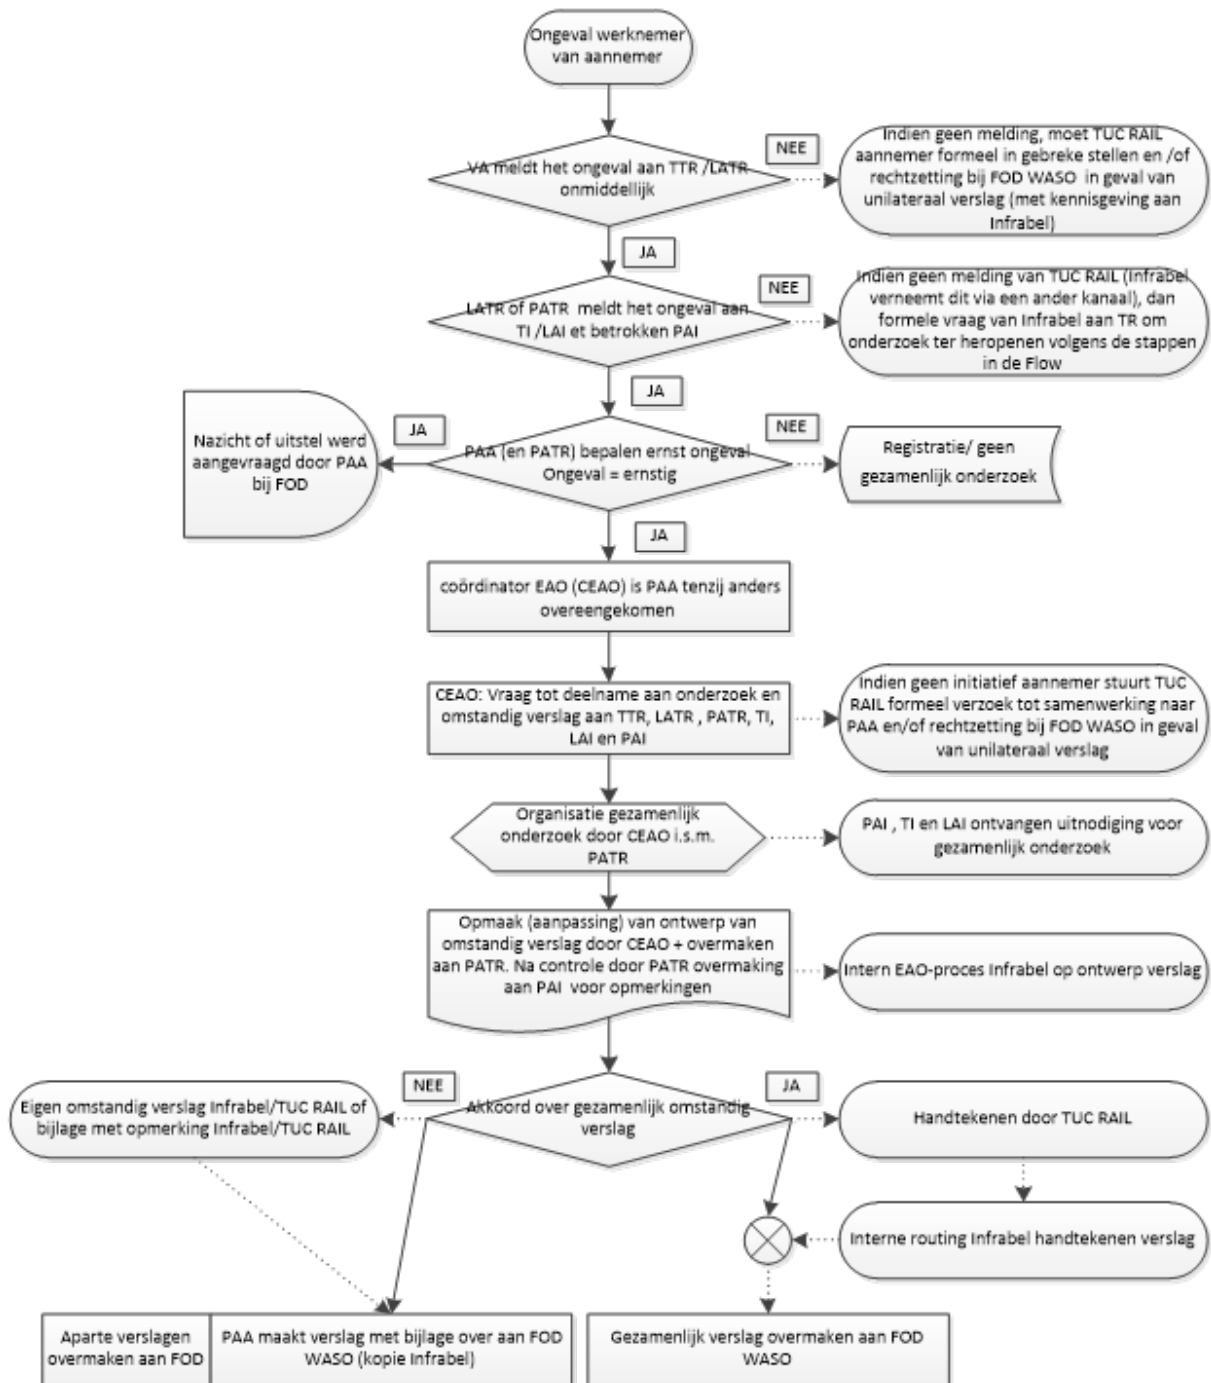 Ongeval werknemer
van aannemer
VA meldt het ongeval aan TTR /LATR
onmiddellijk
NEE
Indien geen melding, moet TUC RAIL
aannemer formeel in gebreke stellen en /of
rechtzetting bij FOD WASO in geval van
unilateraal verslag (met kennisgeving aan
Infrabel)
JA
LATR of PATR meldt het ongeval aan
TI /LAI et betrokken PAI
NEE
Indien geen melding van TUC RAIL (Infrabel
verneemt dit via een ander kanaal), dan
formele vraag van Infrabel aan TR om
onderzoek ter heropenen volgens de stappen
in de Flow
JA
Nazicht of uitstel werd
aangevraagd door PAA
bij FOD
JA
PAA (en PATR) bepalen ernst ongeval
Ongeval = ernstig
NEE
Registratie/ geen
gezamenlijk onderzoek
JA
coördinator EAO (CEAO) is PAA tenzij anders
overeengekomen
CEAO: Vraag tot deelname aan onderzoek en
omstandig verslag aan TTR, LATR , PATR, TI,
LAI en PAI
Indien geen initiatief aannemer stuurt TUC
RAIL formeel verzoek tot samenwerking naar
PAA en/of rechtzetting bij FOD WASO in geval
van unilateraal verslag
Organisatie gezamenlijk
onderzoek door CEAO i.s.m.
PATR
PAI , TI en LAI ontvangen uitnodiging voor
gezamenlijk onderzoek
Opmaak (aanpassing) van ontwerp van
omstandig verslag door CEAO + overmaken
aan PATR. Na controle door PATR overmaking
aan PAI voor opmerkingen
Intern EAO-proces Infrabel op ontwerp verslag
Eigen omstandig verslag Infrabel/TUC RAIL of
bijlage met opmerking Infrabel/TUC RAIL
NEE
Akkoord over gezamenlijk omstandig
verslag
JA
Handtekenen door TUC RAIL
Interne routing Infrabel handtekenen verslag
Aparte verslagen
overmaken aan FOD
PAA maakt verslag met bijlage over aan FOD
WASO (kopie Infrabel)
Gezamenlijk verslag overmaken aan FOD
WASO